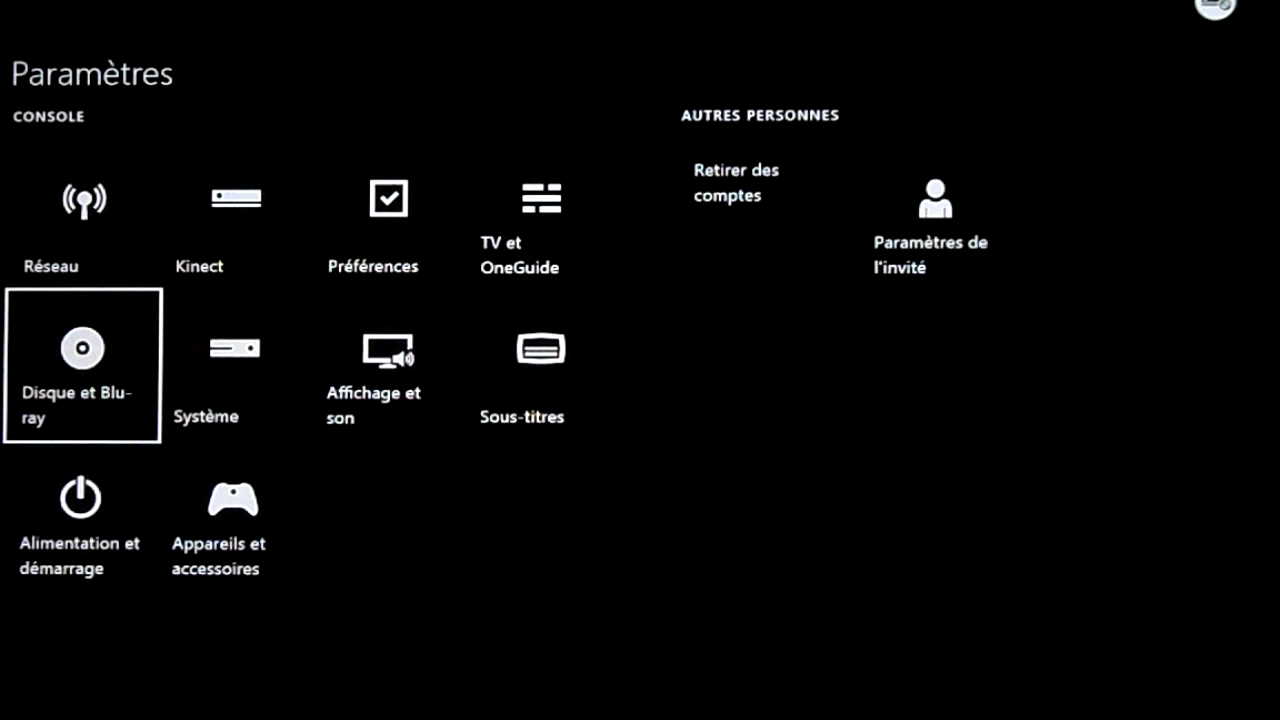 Paramètres
CONSOLE
Réseau
Kinect
Préférences
TV et
OneGuide
Disque et Blu-
ray
Système
Affichage et
son
Sous-titres
Alimentation et
démarrage
Appareils et
accessoires
AUTRES PERSONNES
Retirer des
comptes
Paramètres de
l'invité